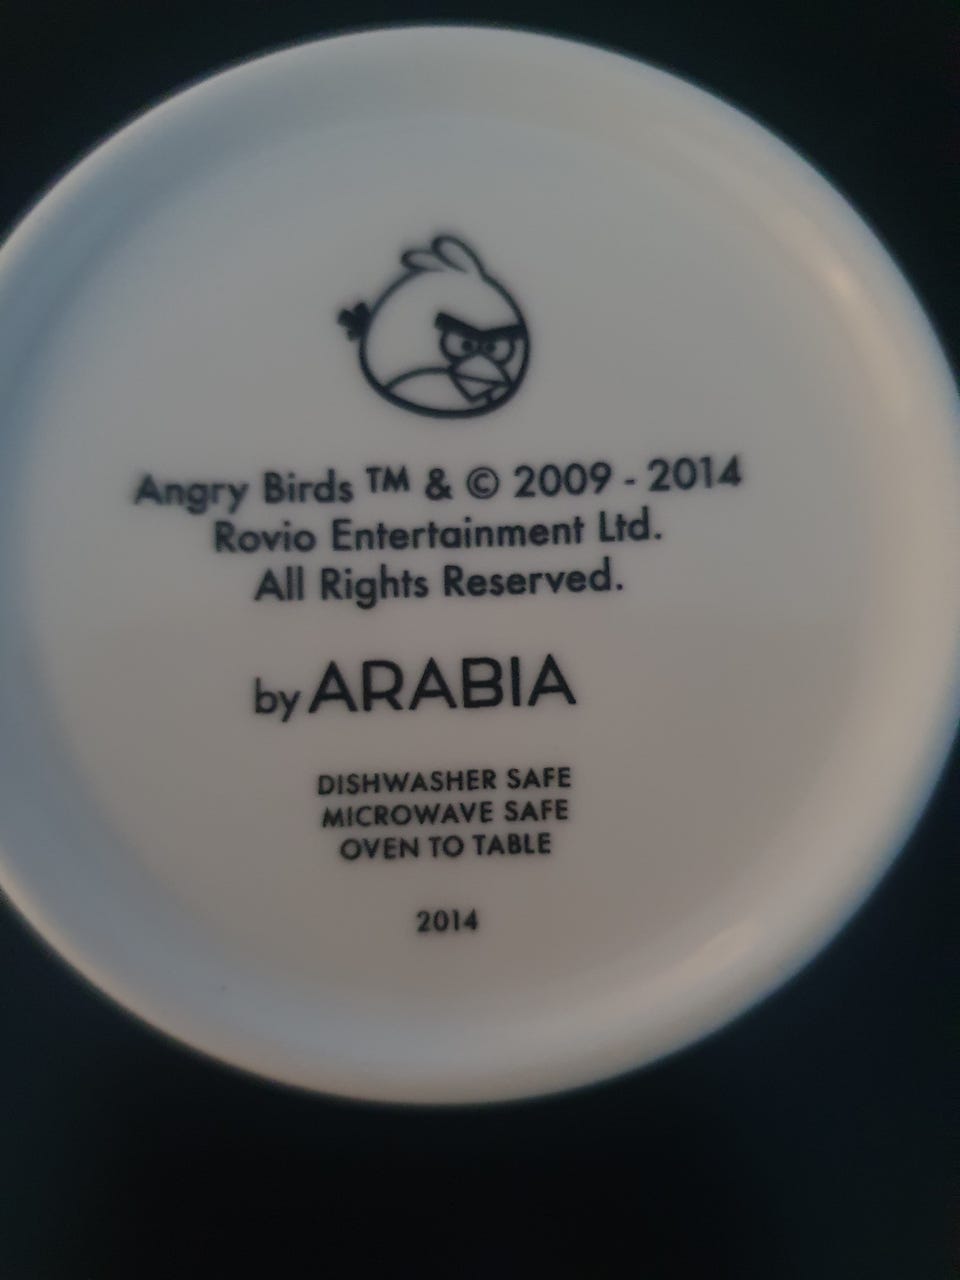 Angry Birds ™ & © 2009 - 2014
Rovio Entertainment Ltd.
All Rights Reserved.
by ARABIA
DISHWASHER SAFE
MICROWAVE SAFE
OVEN TO TABLE
2014